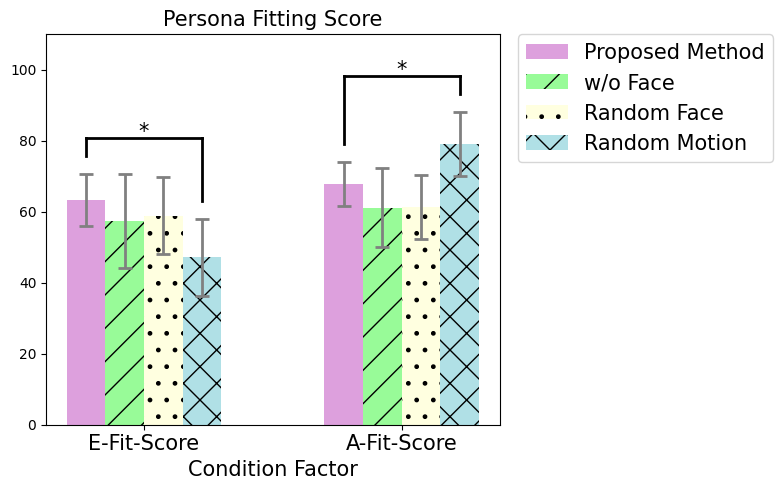 Persona Fitting Score
100
80
60
40
20
0
*
*
E-Fit-Score
A-Fit-Score
Condition Factor
Proposed Method
w/o Face
Random Face
Random Motion